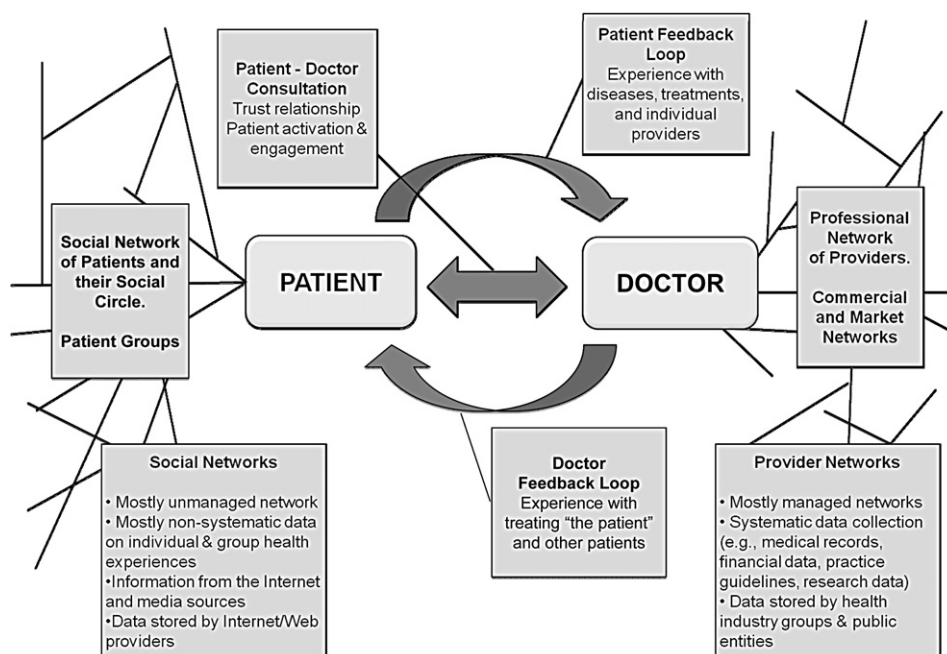 Patient - Doctor
Consultation
Trust relationship
Patient activation &
engagement
Patient Feedback
Loop
Experience with
diseases, treatments,
and individual
providers
Social Network
of Patients and
their Social
Circle.
Patient Groups
PATIENT
DOCTOR
Professional
Network
of Providers.
Commercial
and Market
Networks
Social Networks
• Mostly unmanaged network
• Mostly non-systematic data
on individual & group health
experiences
•Information from the Internet
and media sources
•Data stored by Internet/Web
providers
Doctor
Feedback Loop
Experience with
treating “the patient”
and other patients
Provider Networks
• Mostly managed networks
• Systematic data collection
(e.g., medical records,
financial data, practice
guidelines, research data)
• Data stored by health
industry groups & public
entities